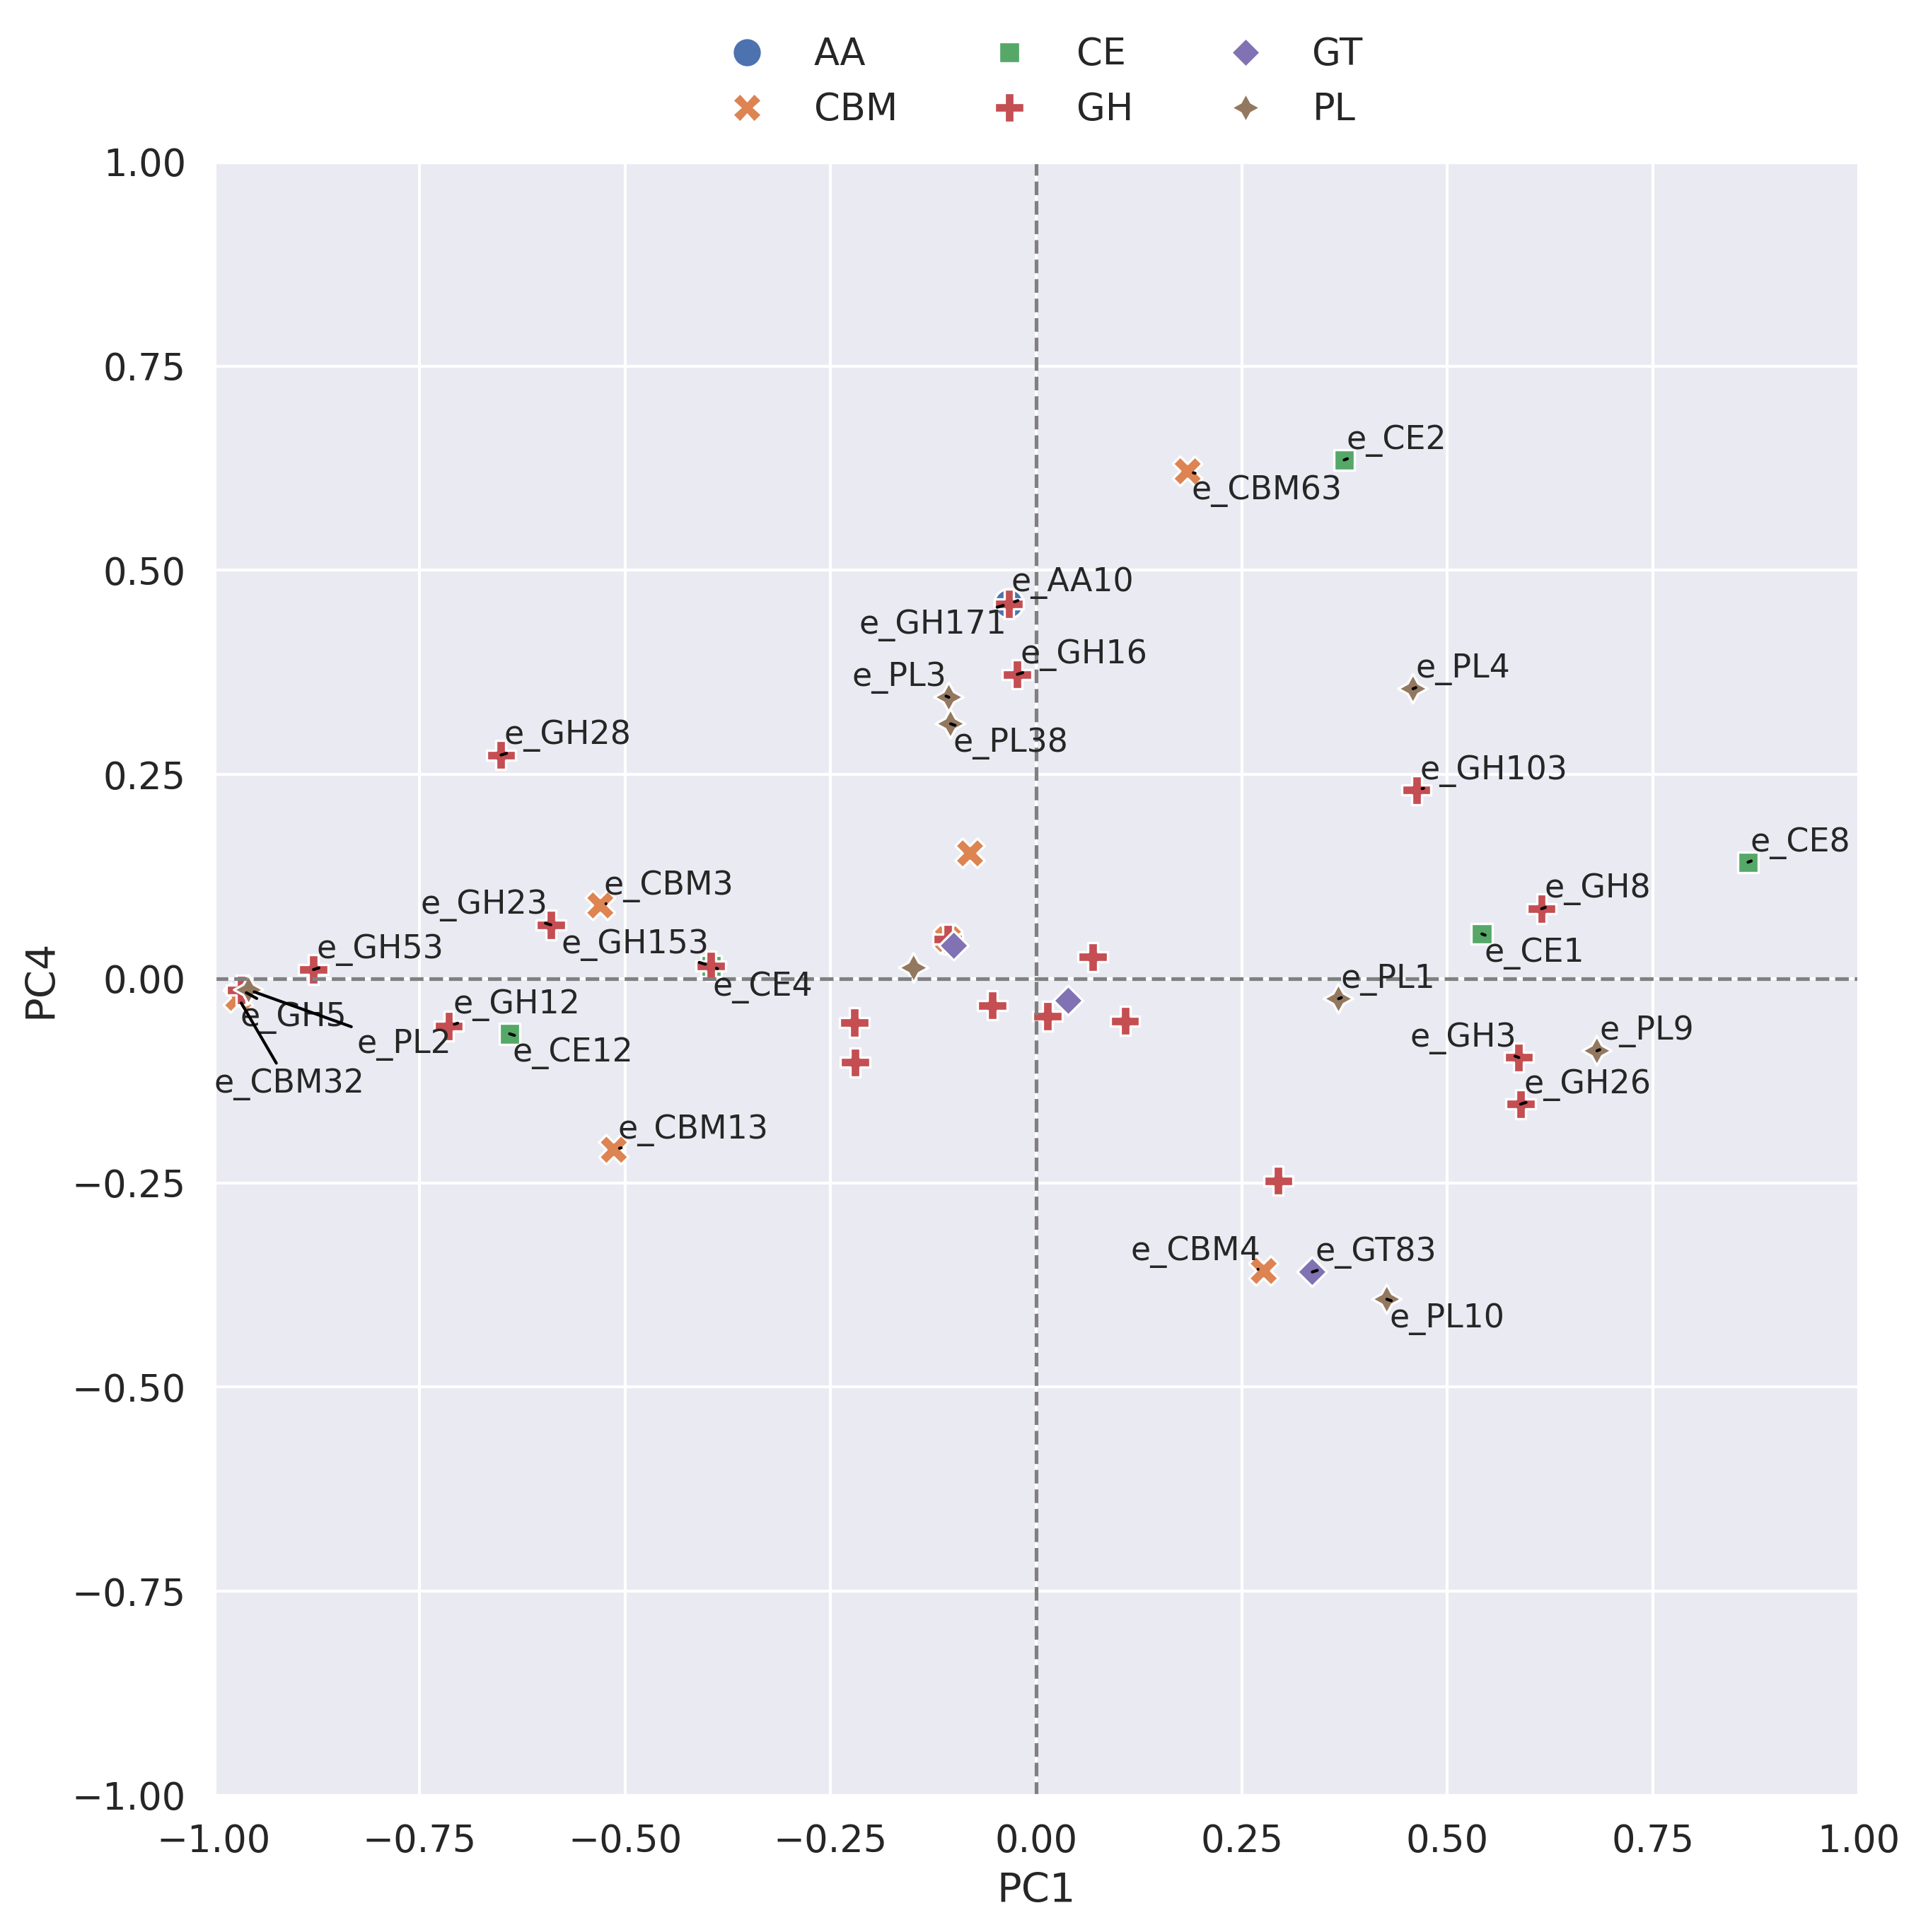 AA CE GT
CBM GH PL
1.00
0.75
0.50
0.25
0.00
−0.25
−0.50
−0.75
−1.00
PC4
e_CE2
e_CBM63
e_AA10
e_GH171
e_GH16
e_PL3
e_PL4
e_PL38
e_GH28
e_GH103
e_CE8
e_CBM3
e_GH8
e_GH23
e_GH153
e_GH53
e_CE1
e_CE4
e_PL1
e_GH12
e_GH5
e_PL2
e_CE12
e_GH3
e_PL9
e_CBM32
e_GH26
e_CBM13
e_CBM4
e_GT83
e_PL10
−1.00 −0.75 −0.50 −0.25 0.00 0.25 0.50 0.75 1.00
PC1